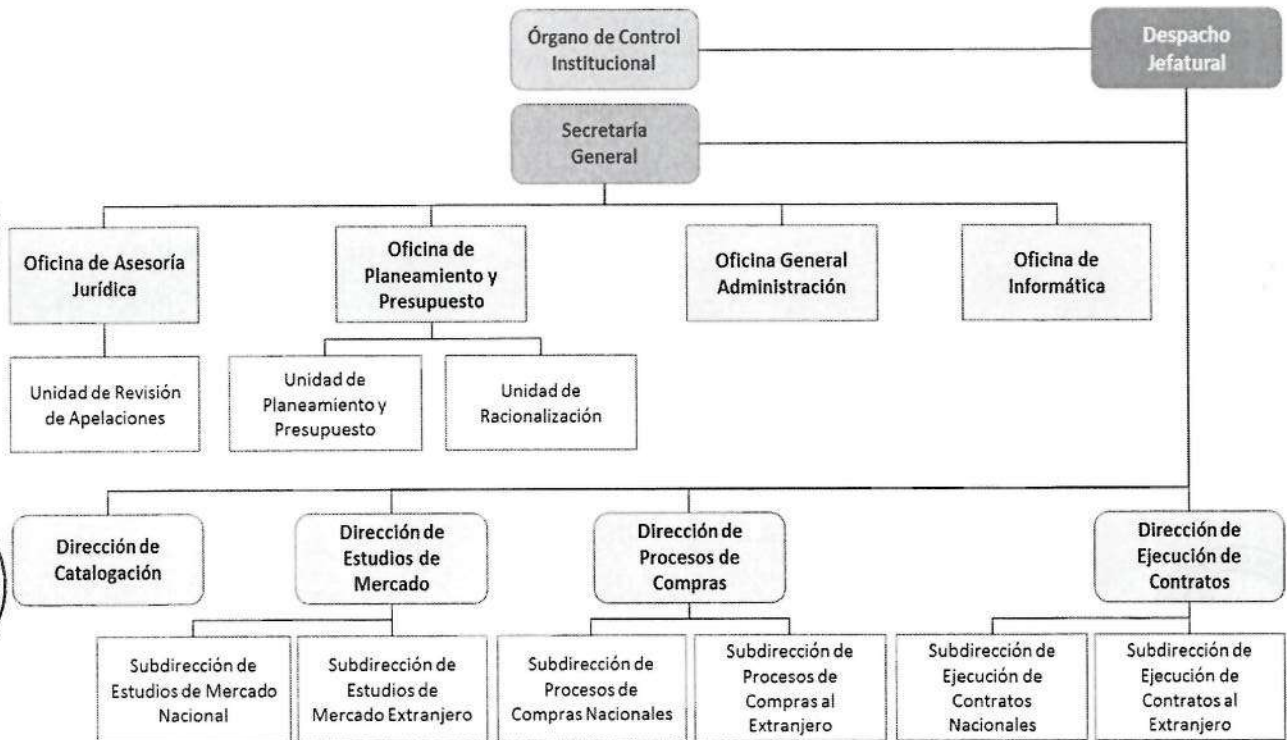 Órgano de Control
Institucional
Despacho
Jefatural
Secretaría
General
Oficina de Asesoría
Jurídica
Oficina de
Planeamiento y
Presupuesto
Oficina General
Administración
Oficina de
Informática
Unidad de Revisión
de Apelaciones
Unidad de
Planeamiento y
Presupuesto
Unidad de
Racionalización
Dirección de
Catalogación
Dirección de
Estudios de
Mercado
Dirección de
Procesos de
Compras
Dirección de
Ejecución de
Contratos
Subdirección de
Estudios de Mercado
Nacional
Subdirección de
Estudios de
Mercado Extranjero
Subdirección de
Procesos de
Compras Nacionales
Subdirección de
Procesos de
Compras al
Extranjero
Subdirección de
Ejecución de
Contratos
Nacionales
Subdirección de
Ejecución de
Contratos al
Extranjero